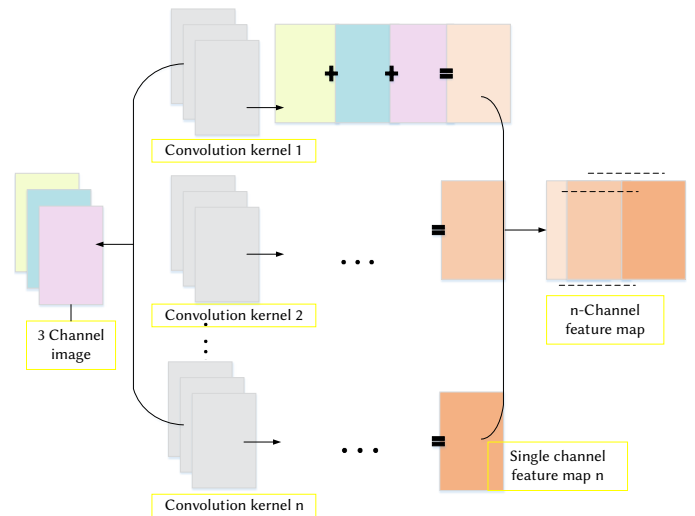 Convolution kernel 1
3 Channel
image
Convolution kernel 2
n-Channel
feature map
Single channel
feature map n
Convolution kernel n